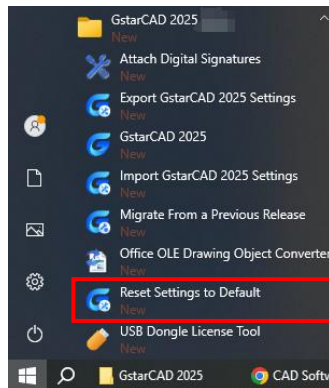 GstarCAD 2025
New
Attach Digital Signatures
New
Export GstarCAD 2025 Settings
New
GstarCAD 2025
New
Import GstarCAD 2025 Settings
New
Migrate From a Previous Release
New
Office OLE Drawing Object Converter
New
Reset Settings to Default
New
USB Dongle License Tool
New
GstarCAD 2025 CAD Softw